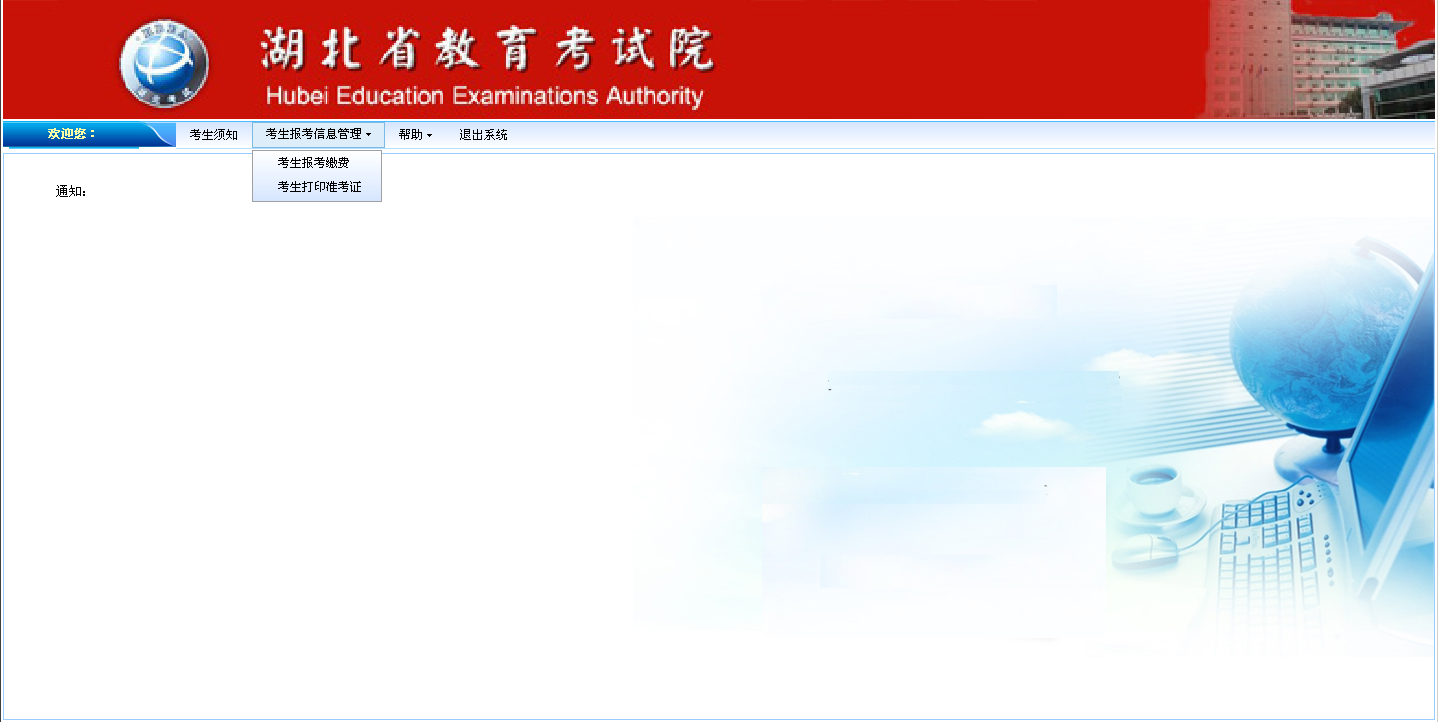 湖北省教育考试院
Hubei Education Examinations Authority
欢迎您： 考生须知 考生报考信息管理 帮助 退出系统
考生报考缴费
考生打印准考证
通知：